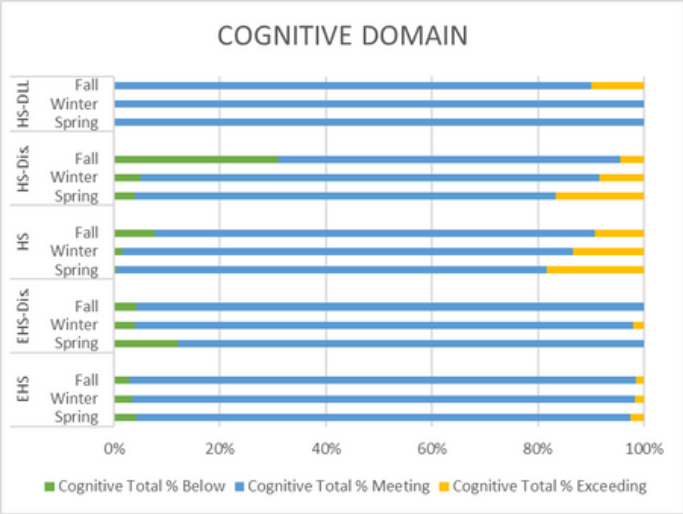 COGNITIVE DOMAIN
HS-DLL
Fall
Winter
Spring
HS-Dis.
Fall
Winter
Spring
HS
Fall
Winter
Spring
EHS-Dis.
Fall
Winter
Spring
EHS
Fall
Winter
Spring
0% 20% 40% 60% 80% 100%
Cognitive Total % Below Cognitive Total % Meeting Cognitive Total % Exceeding